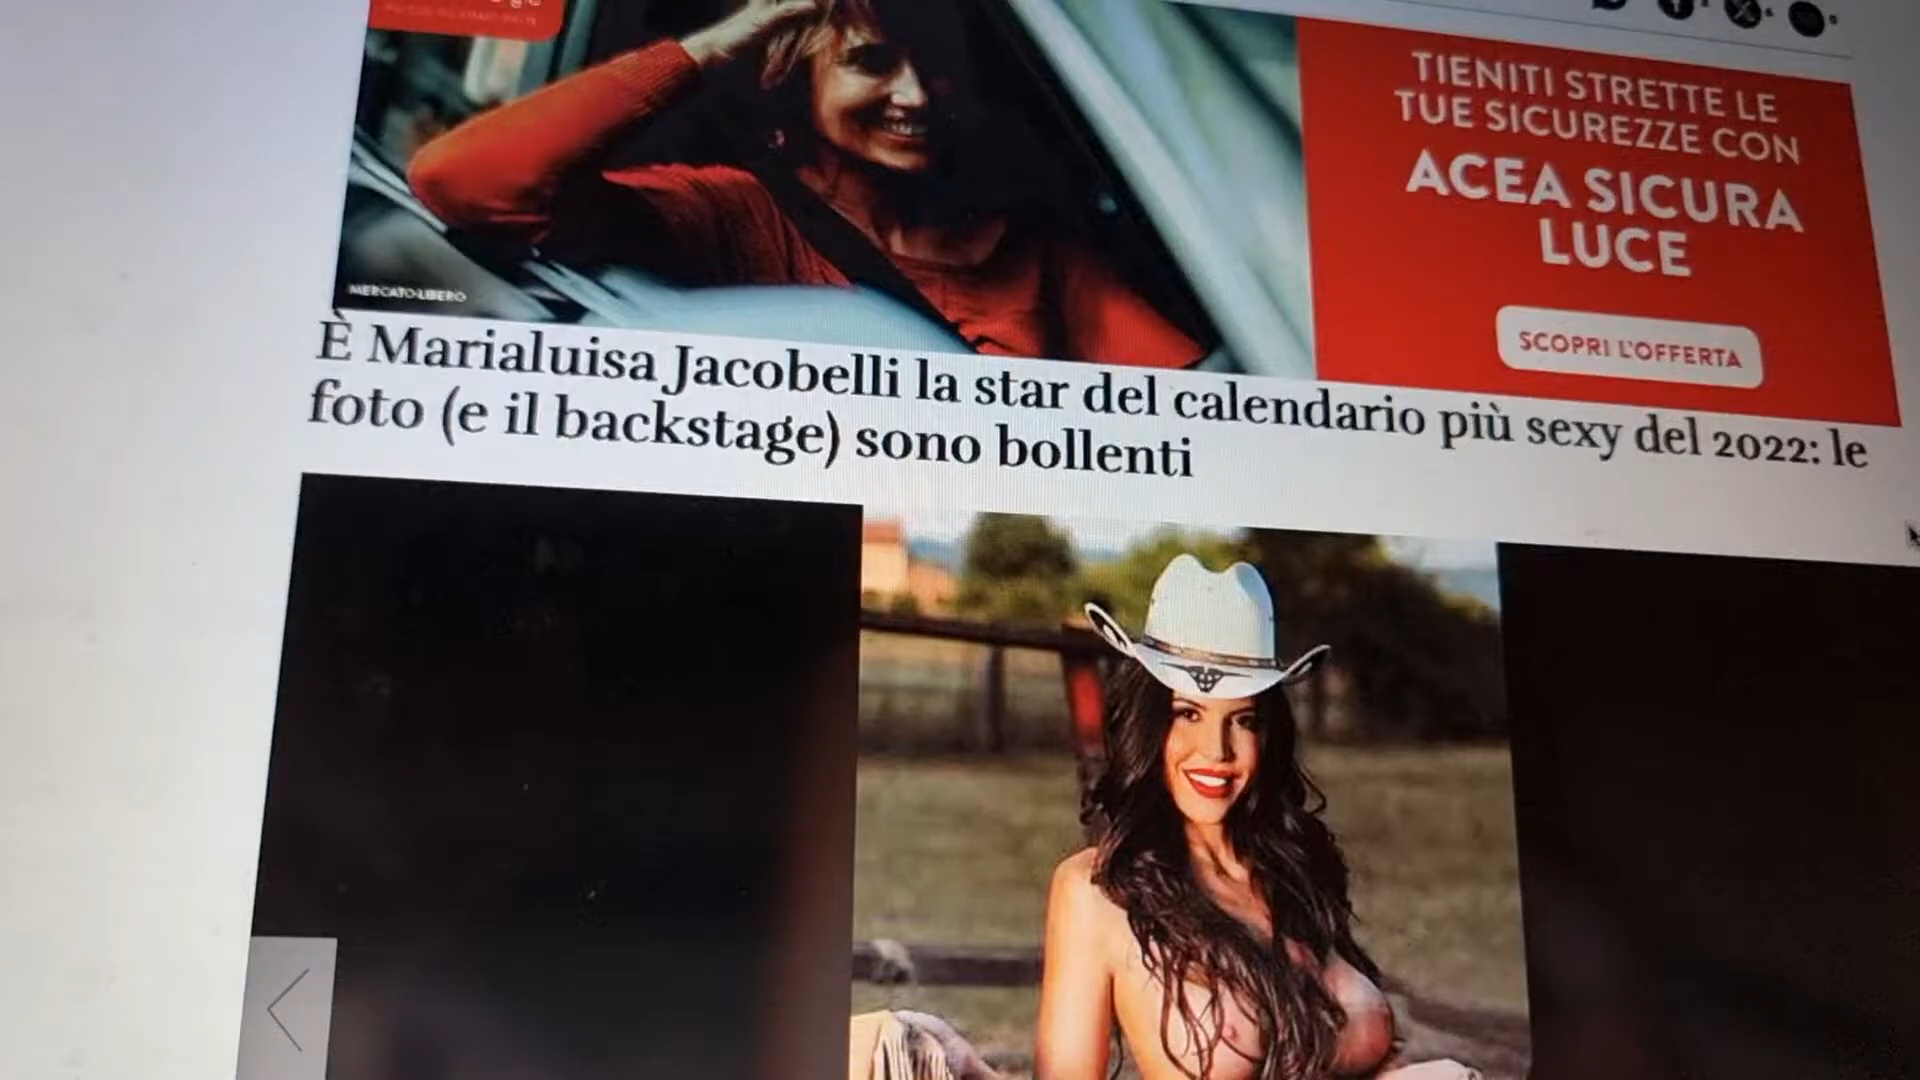 TIENITI STRETTE LE
TUE SICUREZZE CON
ACEA SICURA
LUCE
SCOPRI L'OFFERTA
MERCATO LIBERO
È Marialuisa Jacobelli la star del calendario più sexy del 2022: le
foto (e il backstage) sono bollenti